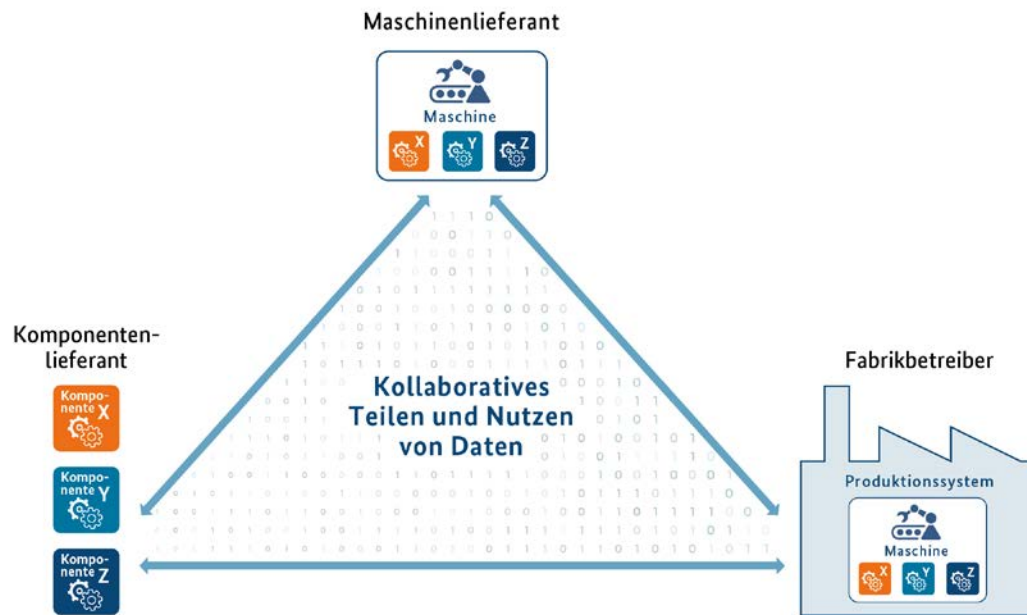 Maschinenlieferant
Maschine
X
Y
Z
Komponenten-
lieferant
Kompo-
nente X
Kompo-
nente Y
Kompo-
nente Z
Kollaboratives
Teilen und Nutzen
von Daten
Fabrikbetreiber
Produktionssystem
Maschine
X
Y
Z